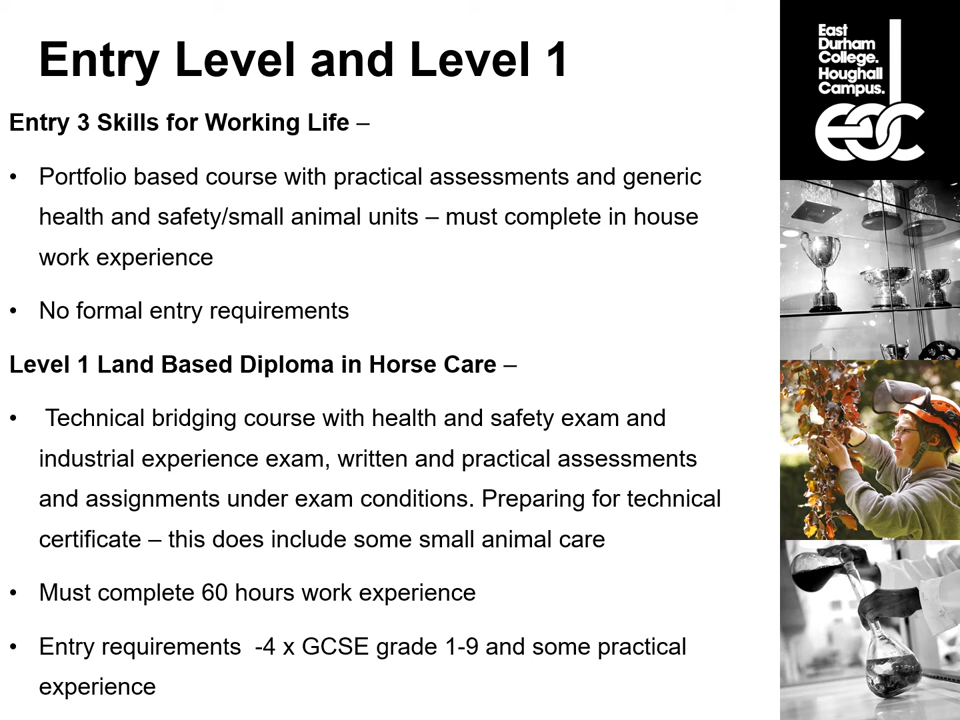 Entry Level and Level 1
Entry 3 Skills for Working Life –
• Portfolio based course with practical assessments and generic
health and safety/small animal units – must complete in house
work experience
• No formal entry requirements
Level 1 Land Based Diploma in Horse Care –
• Technical bridging course with health and safety exam and
industrial experience exam, written and practical assessments
and assignments under exam conditions. Preparing for technical
certificate – this does include some small animal care
• Must complete 60 hours work experience
• Entry requirements  -4 x GCSE grade 1-9 and some practical
experience
East
Durham
College.
Houghall
Campus.
edc